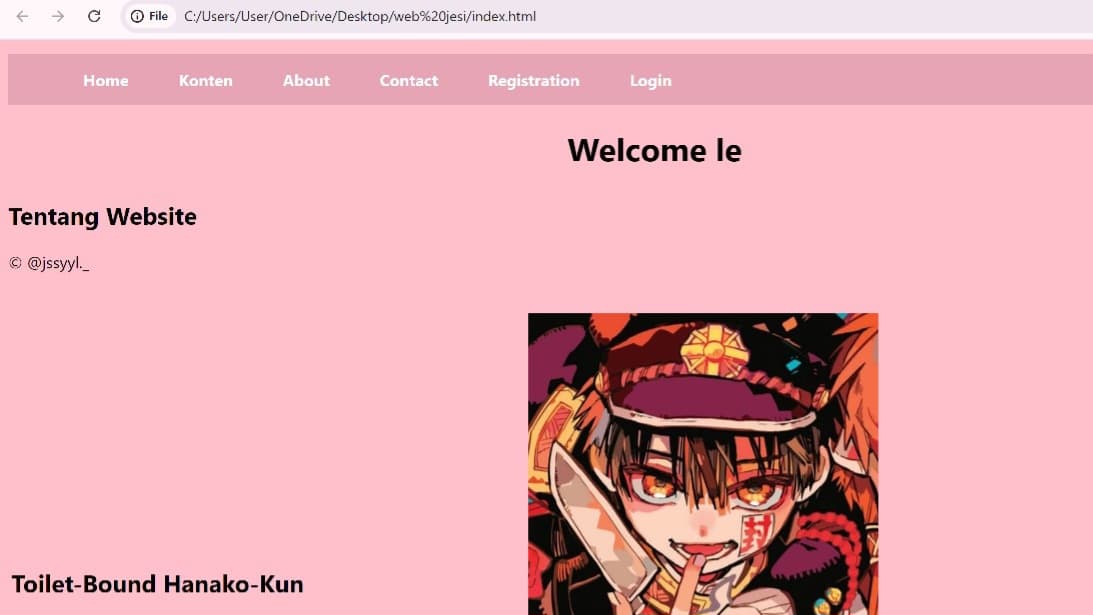 File C:/Users/User/OneDrive/Desktop/web%20jesi/index.html
Home Konten About Contact Registration Login
Welcome le
Tentang Website
© @jssyyl._
封
Toilet-Bound Hanako-Kun